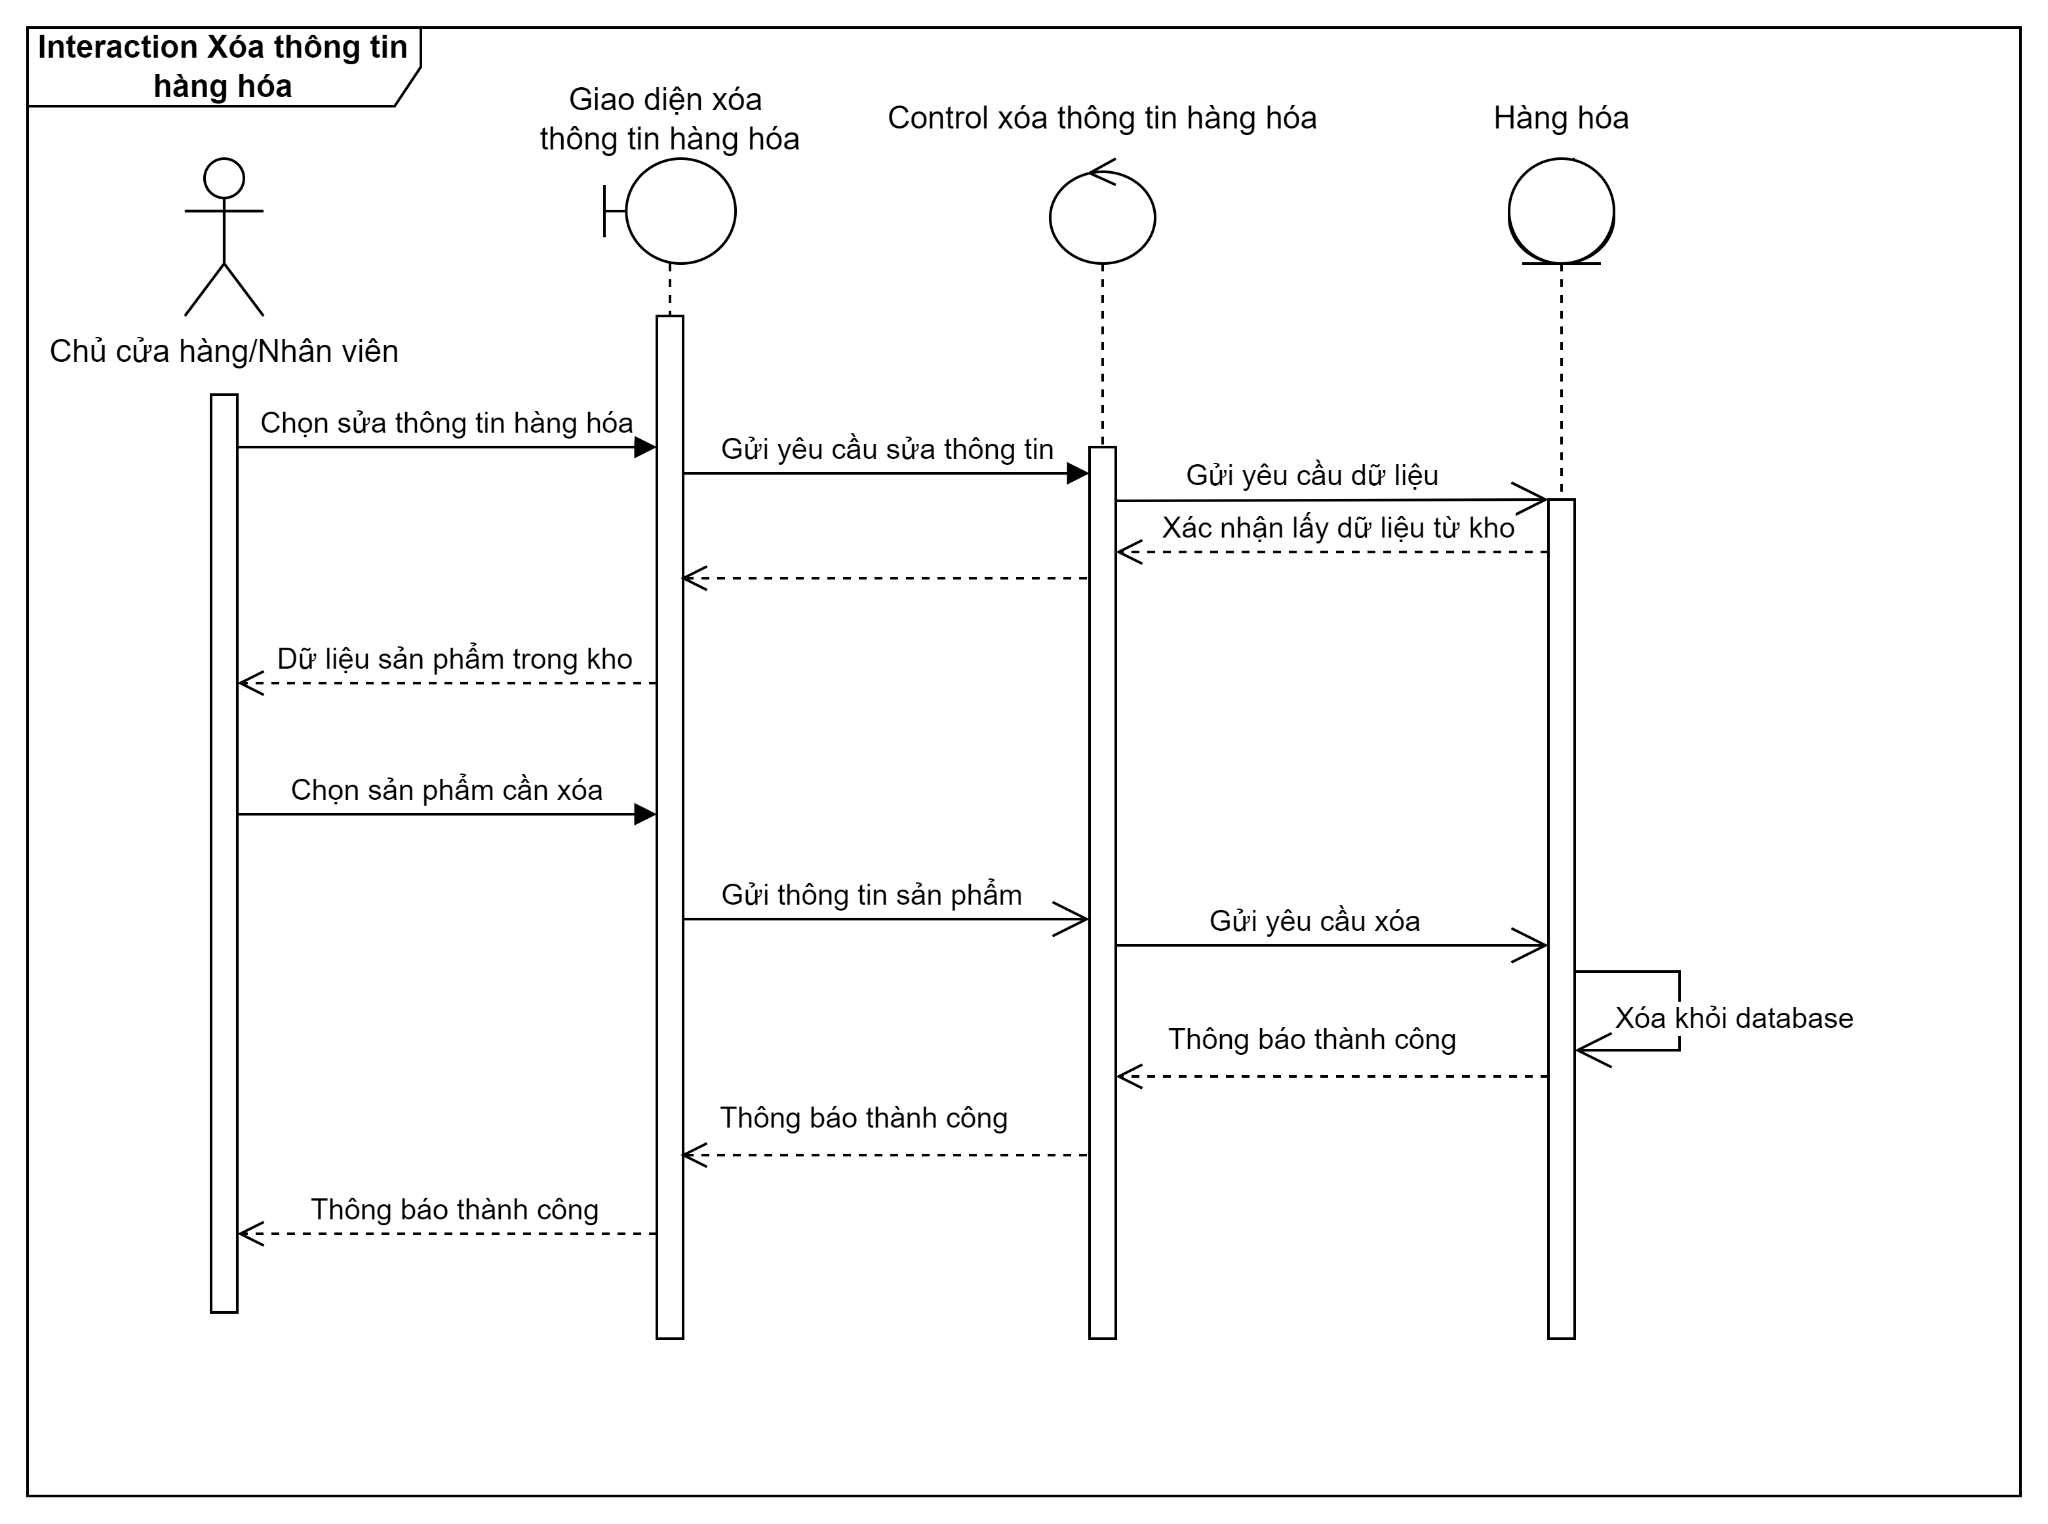 Interaction Xóa thông tin
hàng hóa
Giao diện xóa
thông tin hàng hóa
Control xóa thông tin hàng hóa
Hàng hóa
Chủ cửa hàng/Nhân viên
Chọn sửa thông tin hàng hóa
Gửi yêu cầu sửa thông tin
Gửi yêu cầu dữ liệu
Xác nhận lấy dữ liệu từ kho
Dữ liệu sản phẩm trong kho
Chọn sản phẩm cần xóa
Gửi thông tin sản phẩm
Gửi yêu cầu xóa
Xóa khỏi database
Thông báo thành công
Thông báo thành công
Thông báo thành công